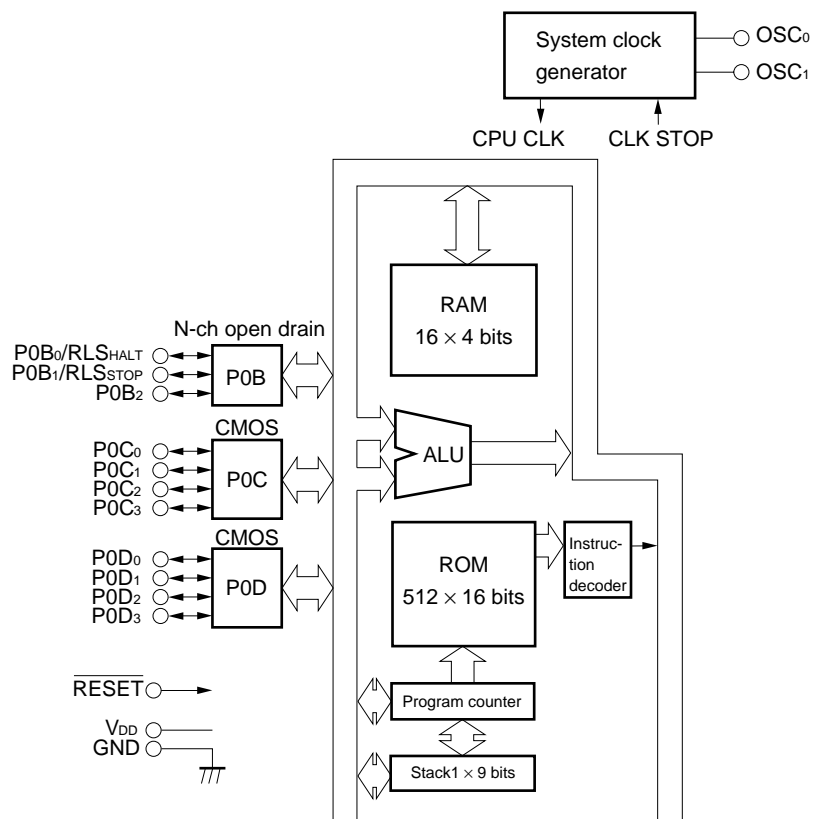 System clock
generator
OSC0
OSC1
CPU CLK
CLK STOP
RAM
16 × 4 bits
N-ch open drain
P0B0/RLSHALT
P0B1/RLSSTOP
P0B2
P0B
CMOS
P0C0
P0C1
P0C2
P0C3
P0C
ALU
CMOS
P0D0
P0D1
P0D2
P0D3
P0D
ROM
512 × 16 bits
Instruc-
tion
decoder
RESET
Program counter
VDD
GND
Stack1 × 9 bits